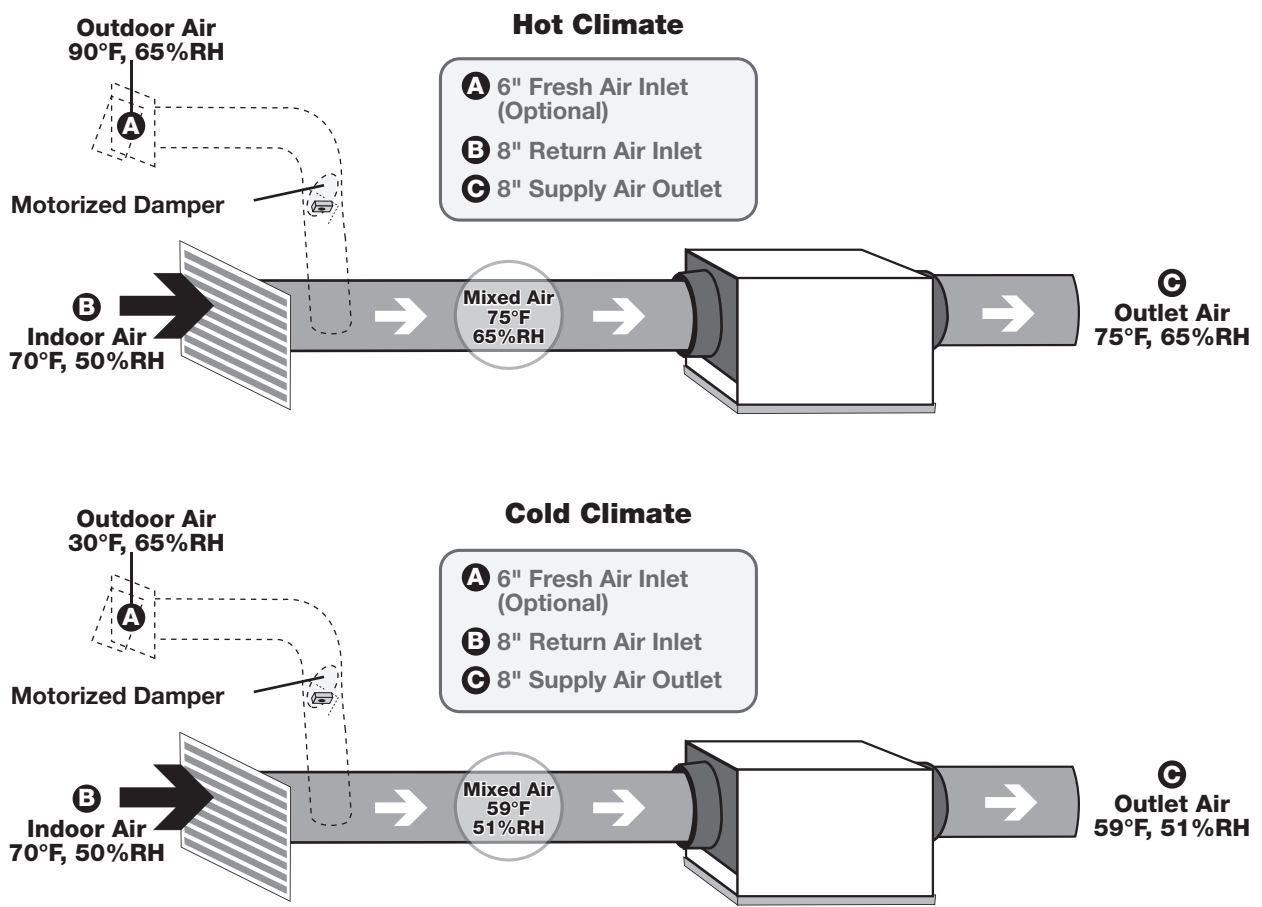 Hot Climate
Outdoor Air
90°F, 65%RH
A
A 6" Fresh Air Inlet
(Optional)
B 8" Return Air Inlet
C 8" Supply Air Outlet
Motorized Damper
B
Indoor Air
70°F, 50%RH
Mixed Air
75°F
65%RH
C
Outlet Air
75°F, 65%RH
Cold Climate
Outdoor Air
30°F, 65%RH
A
A 6" Fresh Air Inlet
(Optional)
B 8" Return Air Inlet
C 8" Supply Air Outlet
Motorized Damper
B
Indoor Air
70°F, 50%RH
Mixed Air
59°F
51%RH
C
Outlet Air
59°F, 51%RH